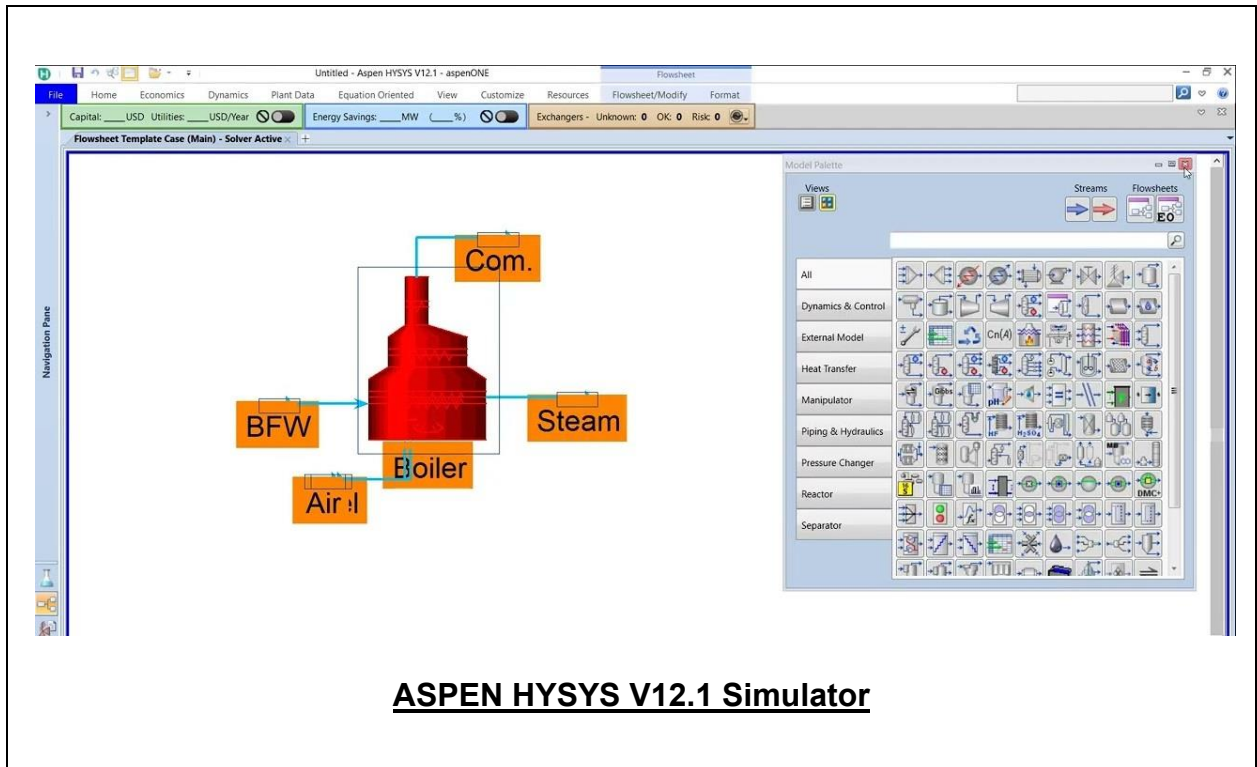 Untitled - Aspen HYSYS V12.1 - aspenONE
Flowsheet
File Home Economics Dynamics Plant Data Equation Oriented View Customize Resources Flowsheet/Modify Format
Capital: ____USD Utilities: ____USD/Year Energy Savings: ____MW (____%) Exchangers - Unknown: 0 OK: 0 Risk: 0
Flowsheet Template Case (Main) - Solver Active
Model Palette
Views
Streams Flowsheets
EO
Com.
All
Dynamics & Control
External Model
Cn(A)
Navigation Pane
Heat Transfer
Manipulator
Gibbs
pH
BFW
Steam
Piping & Hydraulics
HF
H2SO4
Pressure Changer
Boiler
Reactor
DMC+
Air
Separator
ASPEN HYSYS V12.1 Simulator